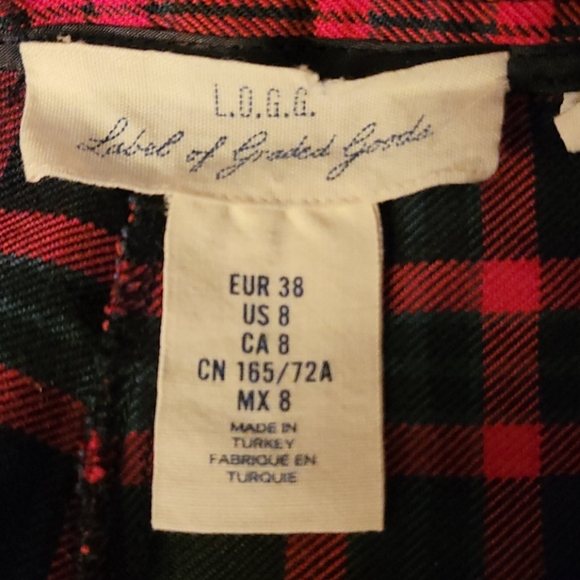 L.O.G.G.
Label of Graded Goods
EUR 38
US 8
CA 8
CN 165/72A
MX 8
MADE IN
TURKEY
FABRIQUE EN
TURQUIE